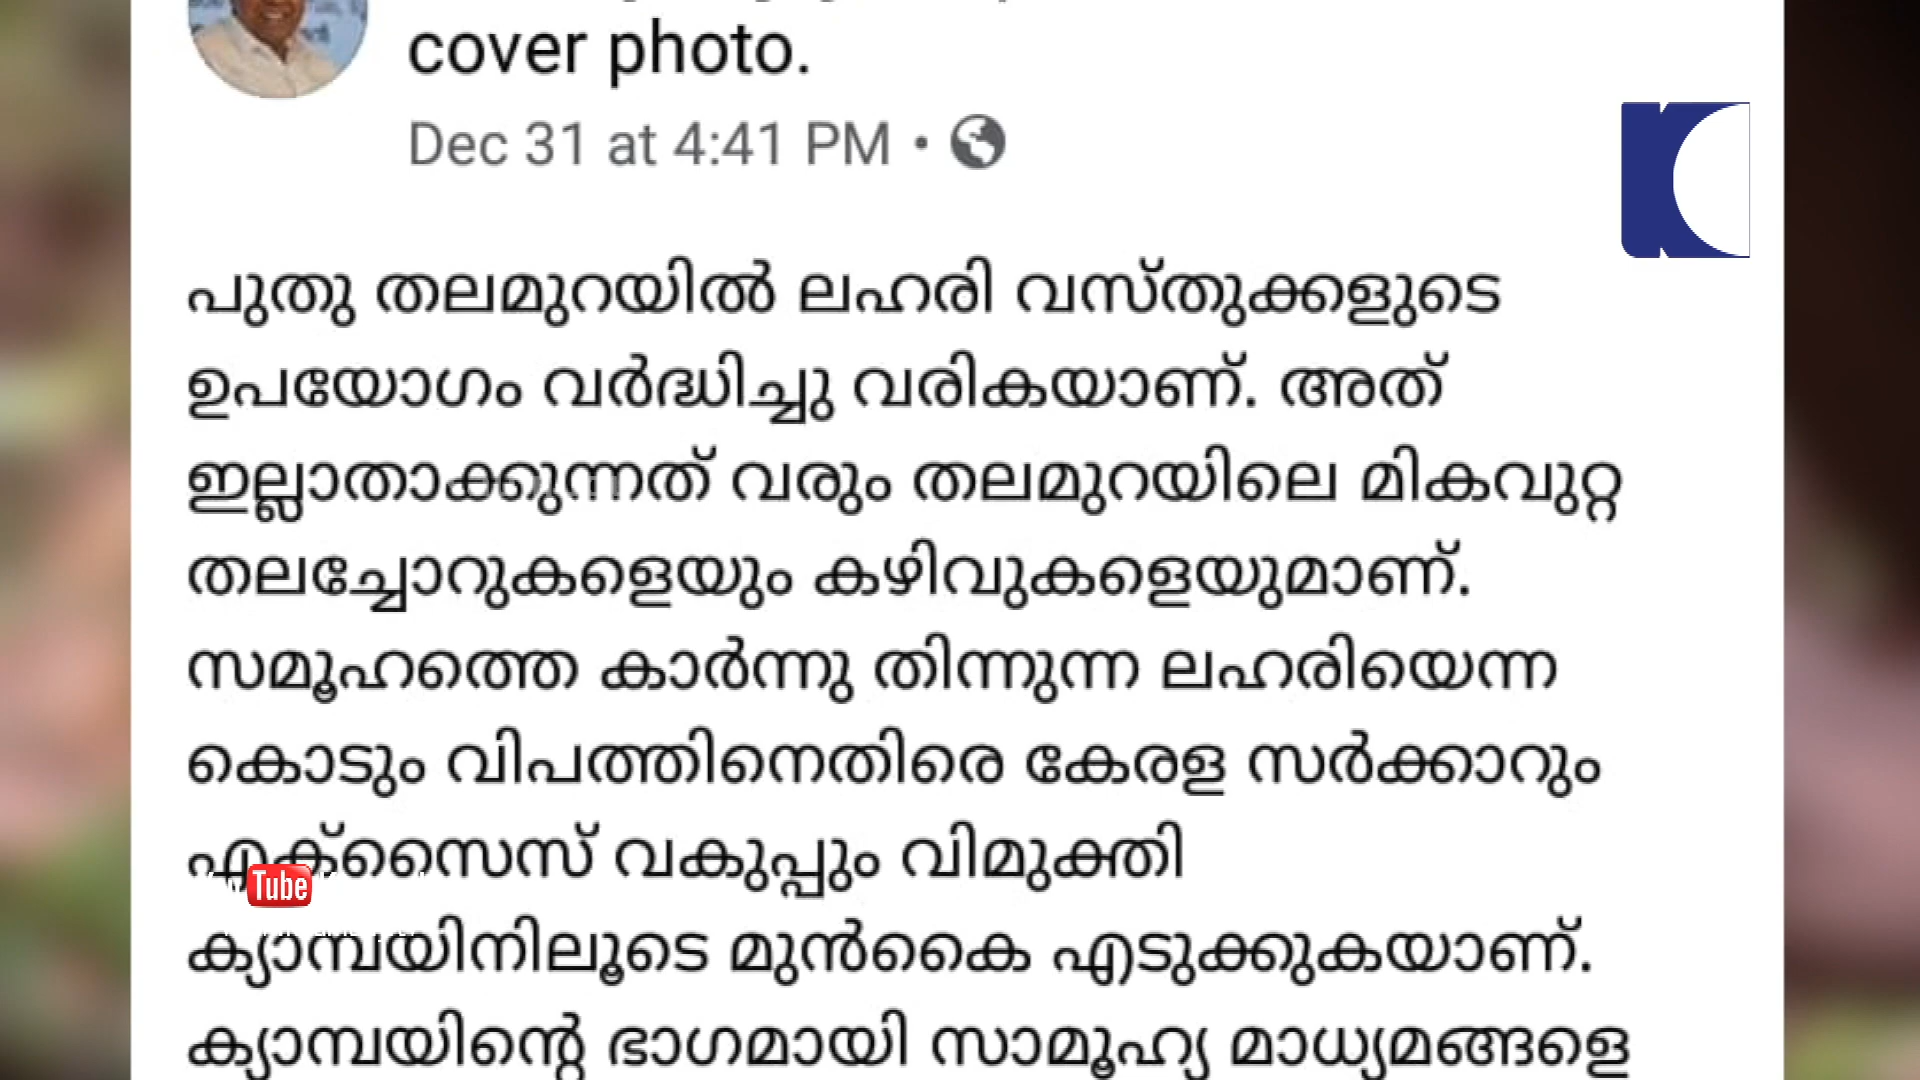 cover photo.
Dec 31 at 4:41 PM •
പുതു തലമുറയിൽ ലഹരി വസ്തുക്കളുടെ
ഉപയോഗം വർദ്ധിച്ചു വരികയാണ്. അത്
ഇല്ലാതാക്കുന്നത് വരും തലമുറയിലെ മികവുറ്റ
തലച്ചോറുകളെയും കഴിവുകളെയുമാണ്.
സമൂഹത്തെ കാർന്നു തിന്നുന്ന ലഹരിയെന്ന
കൊടും വിപത്തിനെതിരെ കേരള സർക്കാറും
എക്സൈസ് വകുപ്പും വിമുക്തി
You Tube
ക്യാമ്പയിനിലൂടെ മുൻകൈ എടുക്കുകയാണ്.
ക്യാമ്പയിന്റെ ഭാഗമായി സാമൂഹ്യ മാധ്യമങ്ങളെ